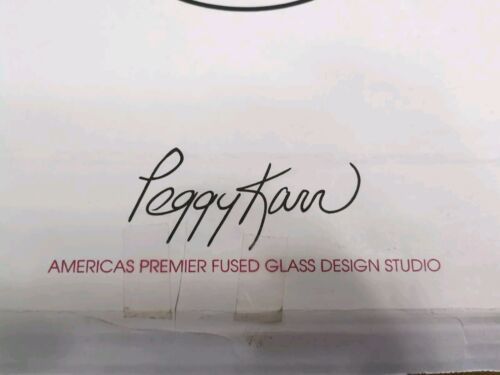 Peggy Karr
AMERICAS PREMIER FUSED GLASS DESIGN STUDIO